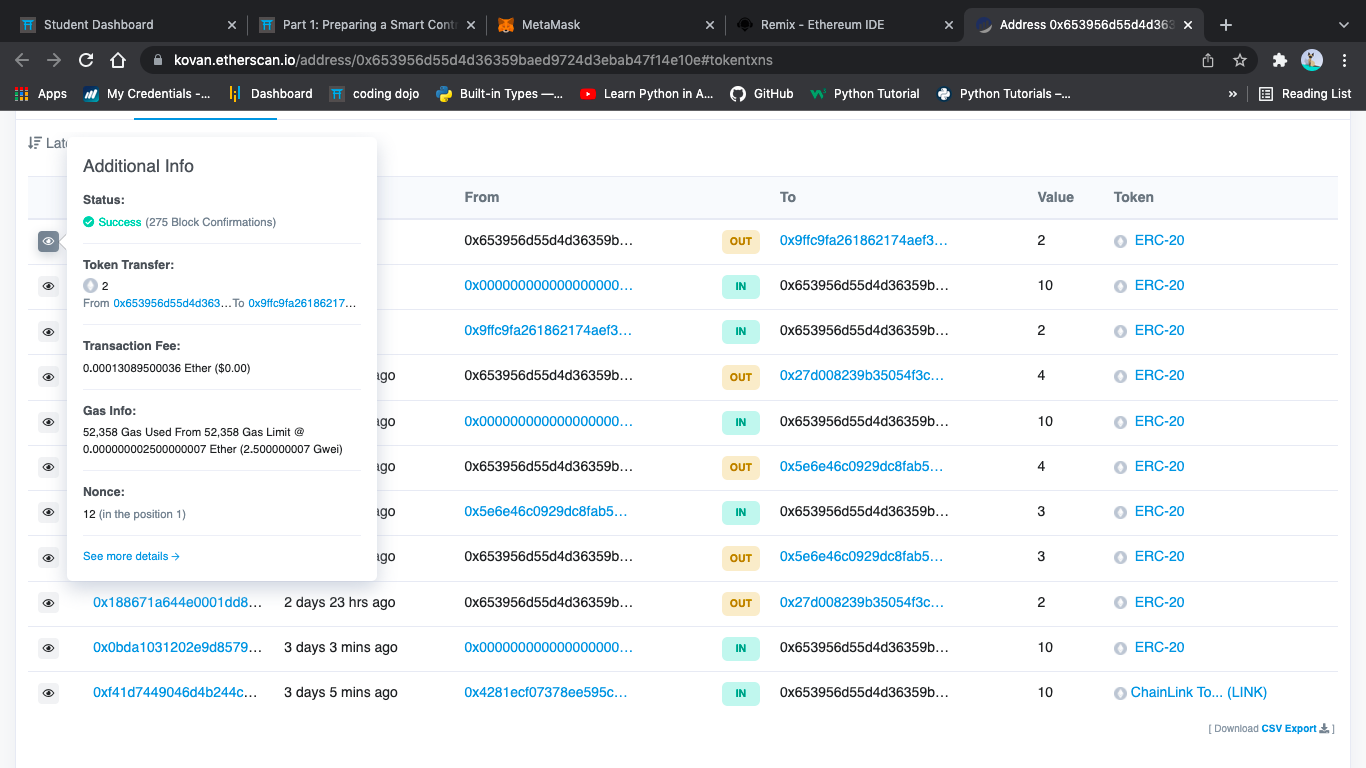 Student Dashboard
Part 1: Preparing a Smart Contr
MetaMask
Remix - Ethereum IDE
Address 0x653956d55d4d363
kovan.etherscan.io/address/0x653956d55d4d36359baed9724d3ebab47f14e10e#tokentxns
Apps
My Credentials -...
Dashboard
coding dojo
Built-in Types —...
Learn Python in A...
GitHub
Python Tutorial
Python Tutorials –...
»
Reading List
Additional Info
Status:
Success (275 Block Confirmations)
Token Transfer:
2
From 0x653956d55d4d363... To 0x9ffc9fa26186217...
Transaction Fee:
0.00013089500036 Ether ($0.00)
Gas Info:
52,358 Gas Used From 52,358 Gas Limit @
0.000000002500000007 Ether (2.500000007 Gwei)
Nonce:
12 (in the position 1)
See more details →
From To Value Token
0x653956d55d4d36359b... OUT 0x9ffc9fa261862174aef3... 2 ERC-20
0x000000000000000000... IN 0x653956d55d4d36359b... 10 ERC-20
0x9ffc9fa261862174aef3... IN 0x653956d55d4d36359b... 2 ERC-20
ago 0x653956d55d4d36359b... OUT 0x27d008239b35054f3c... 4 ERC-20
ago 0x000000000000000000... IN 0x653956d55d4d36359b... 10 ERC-20
ago 0x653956d55d4d36359b... OUT 0x5e6e46c0929dc8fab5... 4 ERC-20
ago 0x5e6e46c0929dc8fab5... IN 0x653956d55d4d36359b... 3 ERC-20
ago 0x653956d55d4d36359b... OUT 0x5e6e46c0929dc8fab5... 3 ERC-20
0x188671a644e0001dd8... 2 days 23 hrs ago 0x653956d55d4d36359b... OUT 0x27d008239b35054f3c... 2 ERC-20
0x0bda1031202e9d8579... 3 days 3 mins ago 0x000000000000000000... IN 0x653956d55d4d36359b... 10 ERC-20
0xf41d7449046d4b244c... 3 days 5 mins ago 0x4281ecf07378ee595c... IN 0x653956d55d4d36359b... 10 ChainLink To... (LINK)
[ Download CSV Export ]